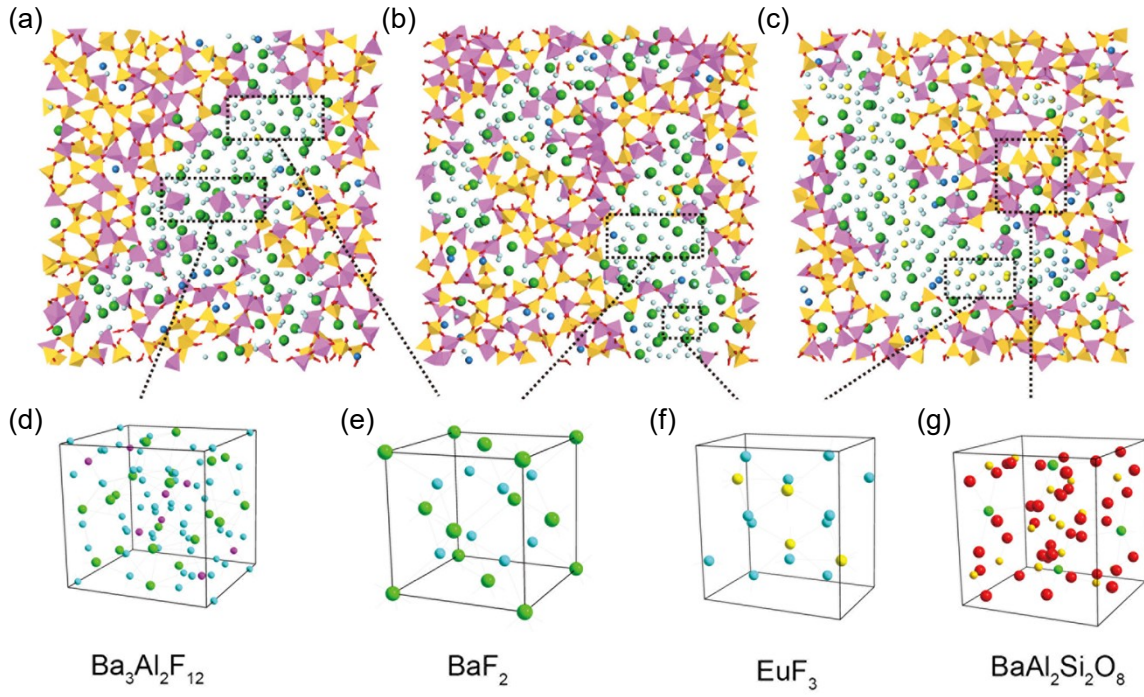 (a)
(b)
(c)
(d)
(e)
(f)
(g)
Ba₃Al₂F₁₂
BaF₂
EuF₃
BaAl₂Si₂O₈